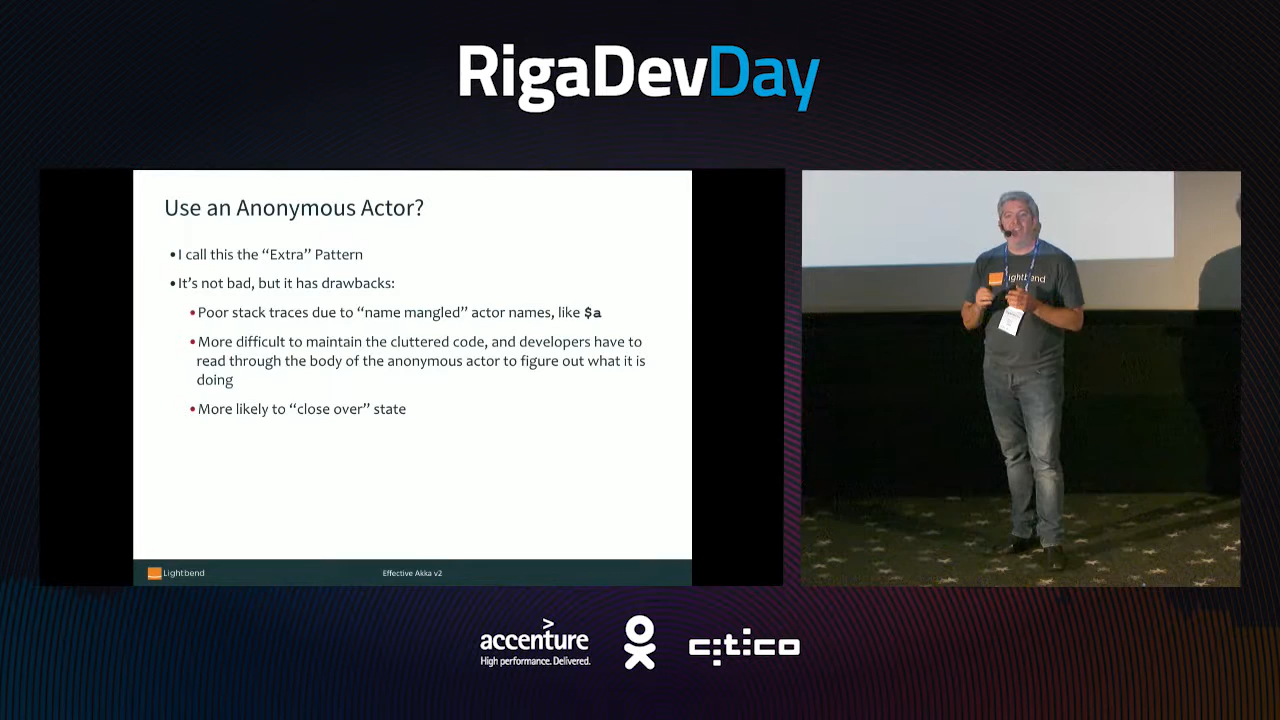 RigaDevDay
Use an Anonymous Actor?
•I call this the “Extra” Pattern
•It’s not bad, but it has drawbacks:
•Poor stack traces due to “name mangled” actor names, like $a
•More difficult to maintain the cluttered code, and developers have to
read through the body of the anonymous actor to figure out what it is
doing
•More likely to “close over” state
Lightbend
Effective Akka v2
Lightbend
>
accenture
High performance. Delivered.
citico